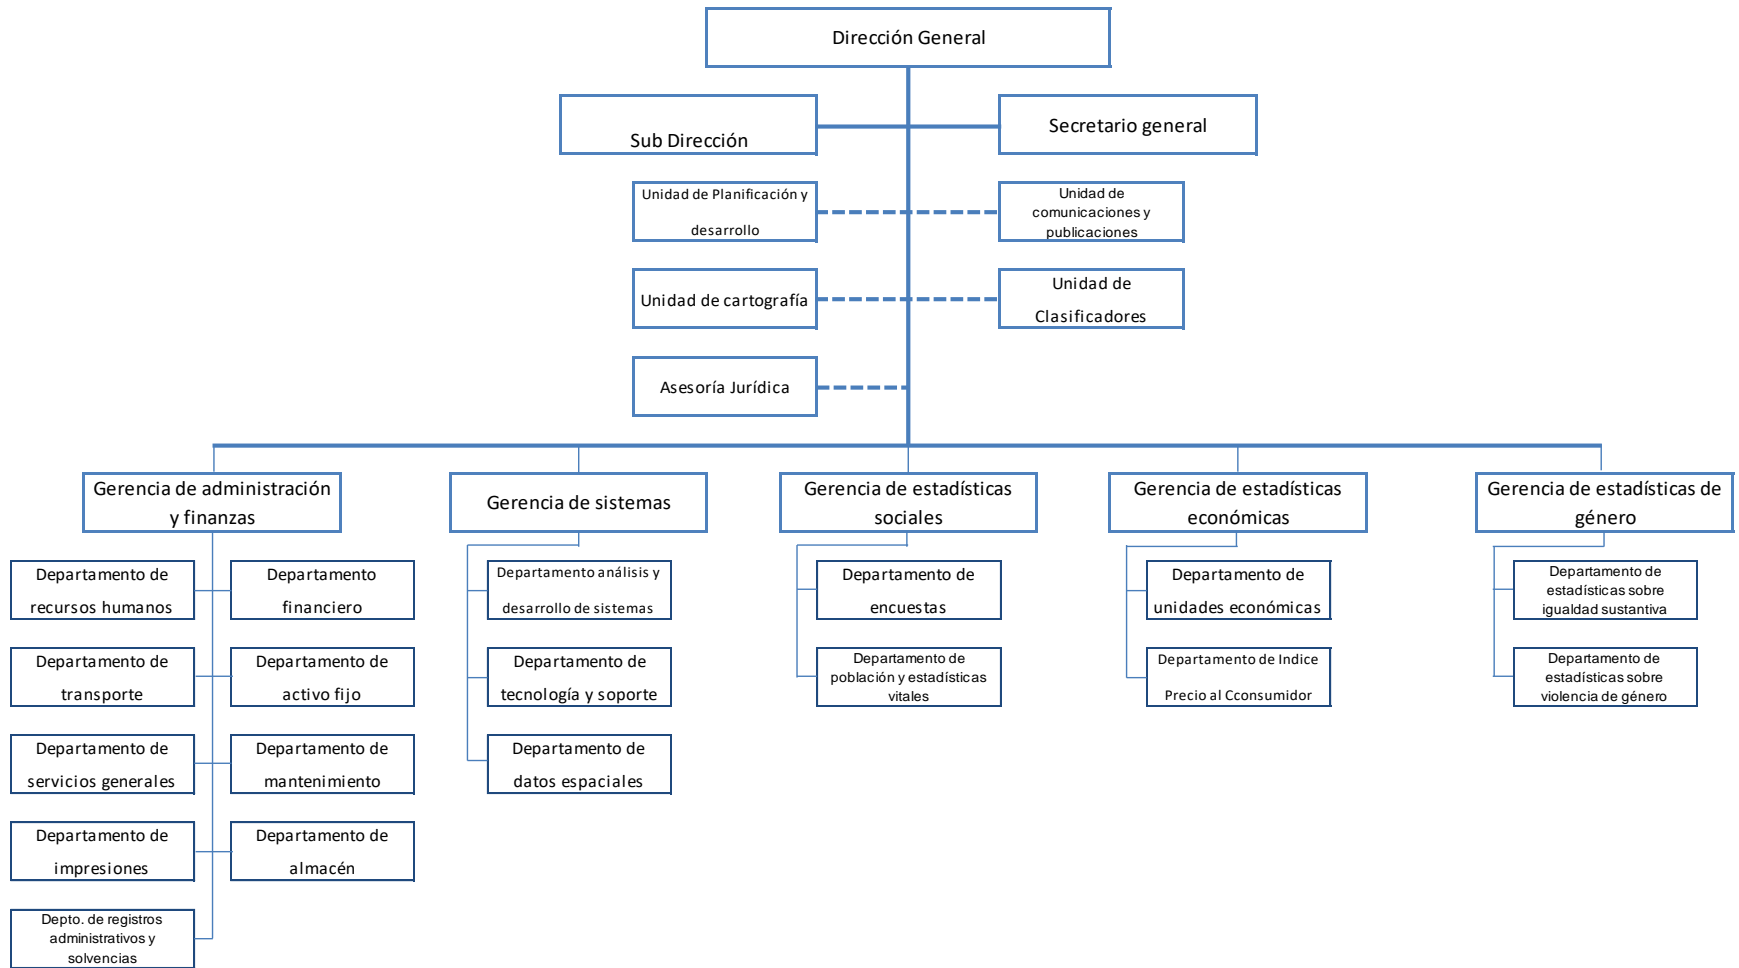 Dirección General
Sub Dirección
Secretario general
Unidad de Planificación y
desarrollo
Unidad de
comunicaciones y
publicaciones
Unidad de cartografía
Unidad de
Clasificadores
Asesoría Jurídica
Gerencia de administración
y finanzas
Gerencia de sistemas
Gerencia de estadísticas
sociales
Gerencia de estadísticas
económicas
Gerencia de estadísticas de
género
Departamento de
recursos humanos
Departamento
financiero
Departamento de
transporte
Departamento de
activo fijo
Departamento de
servicios generales
Departamento de
mantenimiento
Departamento de
impresiones
Departamento de
almacén
Depto. de registros
administrativos y
solvencias
Departamento análisis y
desarrollo de sistemas
Departamento de
tecnología y soporte
Departamento de
datos espaciales
Departamento de
encuestas
Departamento de
población y estadísticas
vitales
Departamento de
unidades económicas
Departamento de Indice
Precio al Cconsumidor
Departamento de
estadísticas sobre
igualdad sustantiva
Departamento de
estadísticas sobre
violencia de género